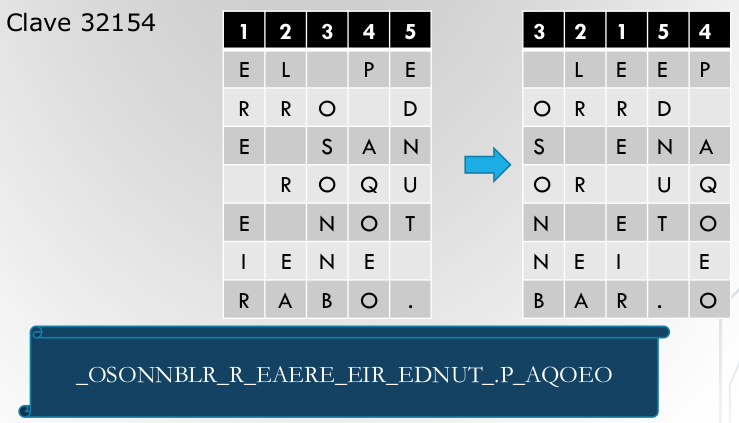 Clave 32154
1 2 3 4 5
E L P E
R R O D
E S A N
R O Q U
E N O T
I E N E
R A B O .
3 2 1 5 4
L E E P
O R R D
S E N A
O R U Q
N E T O
N E I E
B A R . O
_OSONNBLR_R_EAERE_EIR_EDNUT_.P_AQOEO